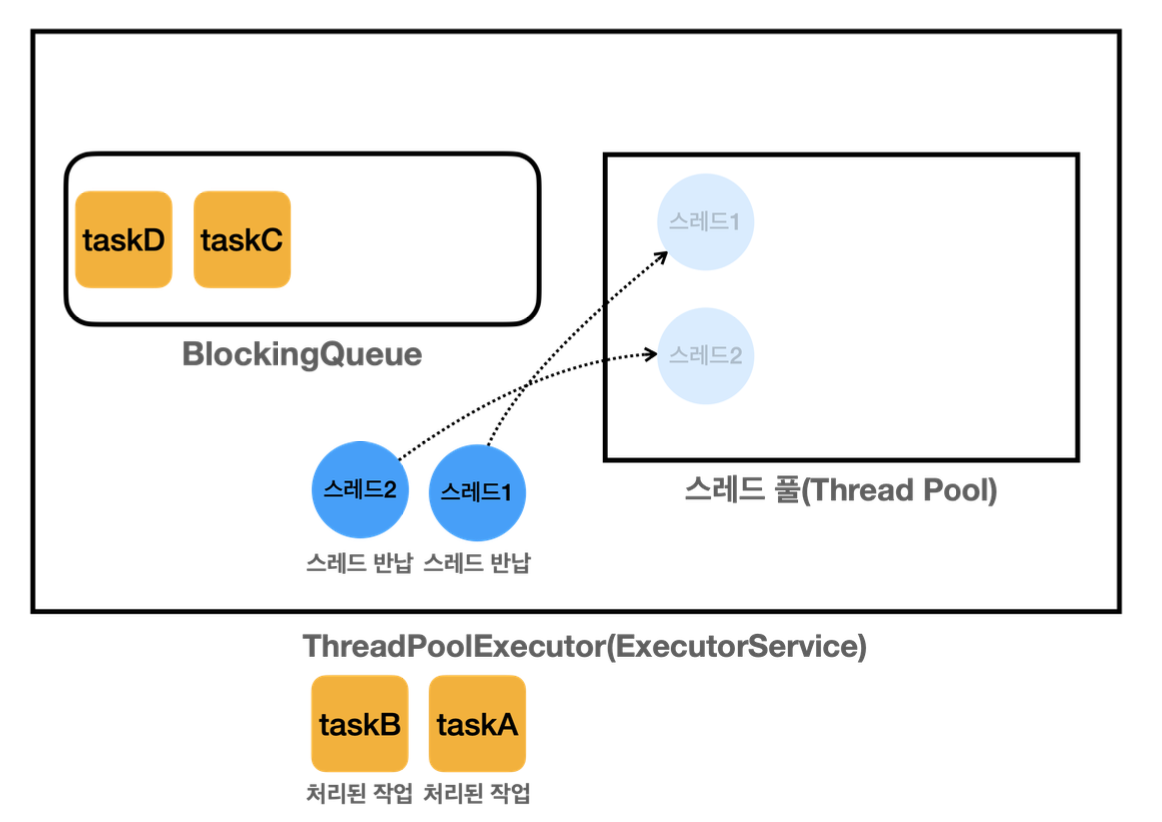 taskD taskC
BlockingQueue
스레드1
스레드2
스레드 풀(Thread Pool)
스레드2 스레드1
스레드 반납 스레드 반납
ThreadPoolExecutor(ExecutorService)
taskB taskA
처리된 작업 처리된 작업